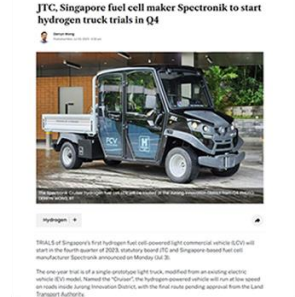 JTC, Singapore fuel cell maker Spectronik to start
hydrogen truck trials in Q4
FCV
H
Hydrogen +
TRIALS of Singapore's first hydrogen fuel cell-powered light commercial vehicle (LCV) will
start in the fourth quarter of 2023, statutory board JTC and Singapore-based fuel cell
manufacturer Spectronik announced on Monday (Jul 3).
The one-year trial is of a single prototype light truck, modified from an existing electric
vehicle (EV) model. Named the "Cruiser", the hydrogen-powered vehicle will run at low speed
on roads inside Jurong Innovation District, with the final route pending approval from the Land
Transport Authority.